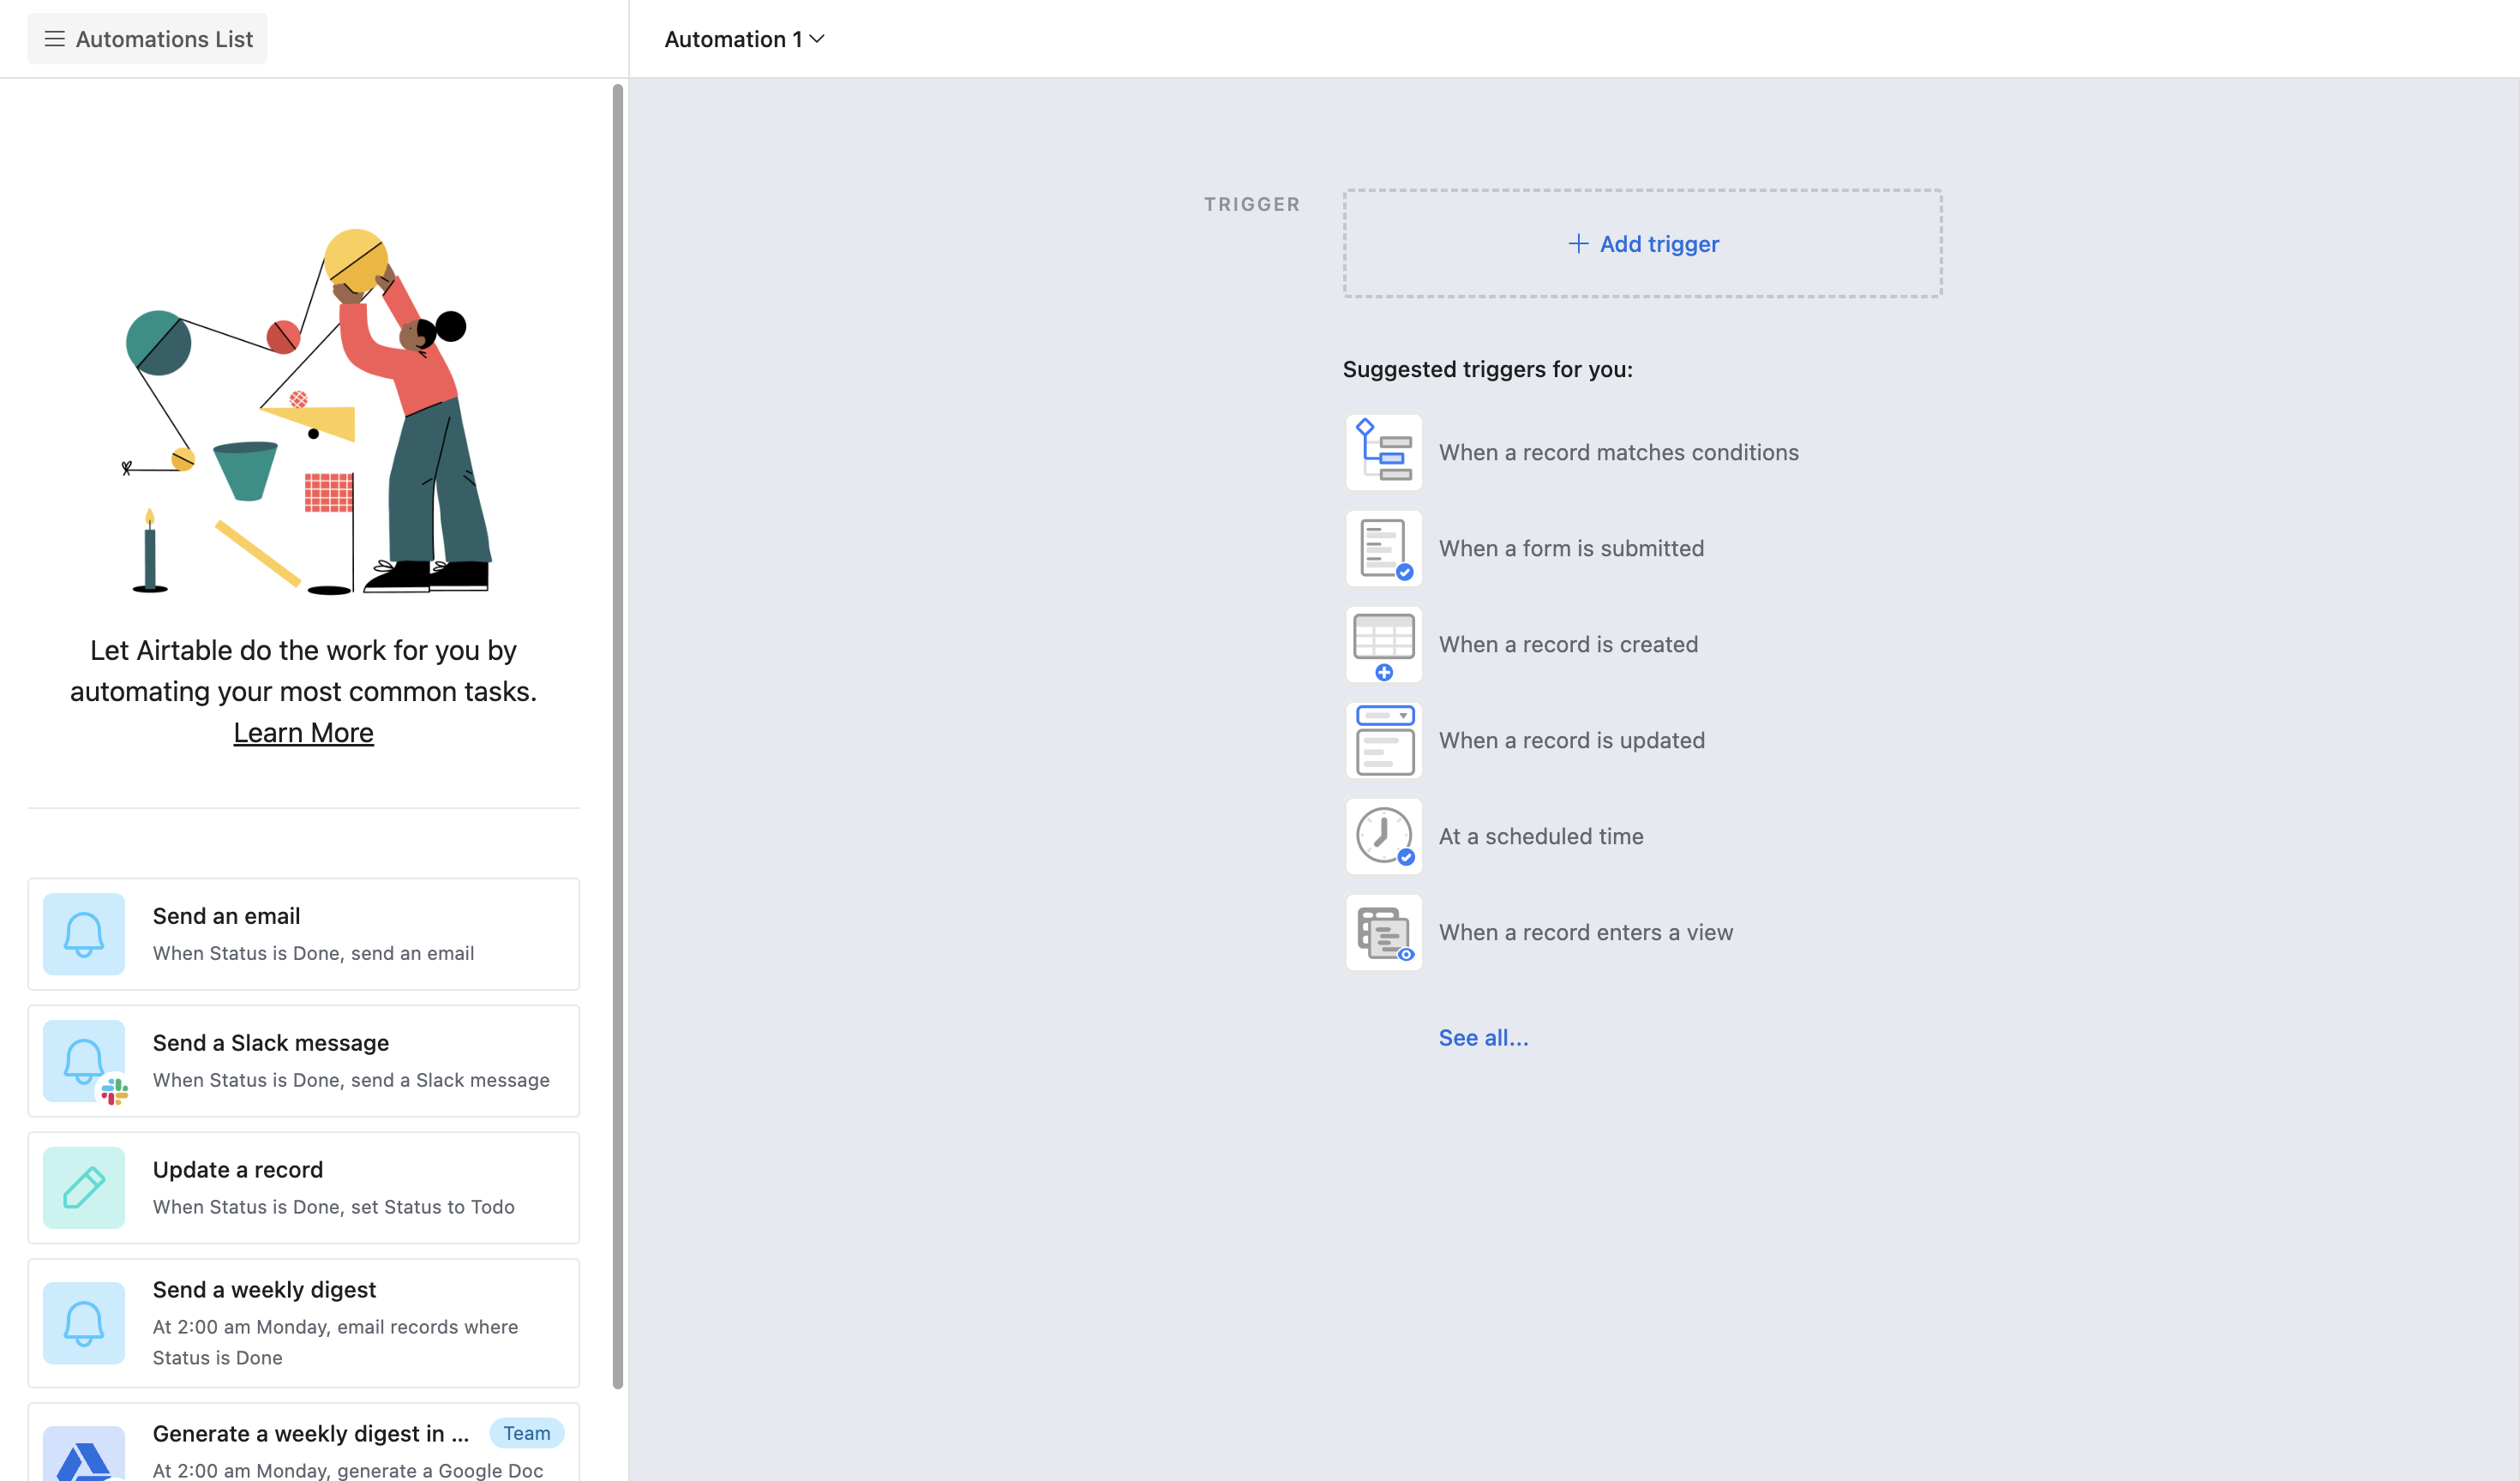 Automations List
Automation 1
Let Airtable do the work for you by
automating your most common tasks.
Learn More
Send an email
When Status is Done, send an email
Send a Slack message
When Status is Done, send a Slack message
Update a record
When Status is Done, set Status to Todo
Send a weekly digest
At 2:00 am Monday, email records where
Status is Done
Generate a weekly digest in ...
Team
At 2:00 am Monday, generate a Google Doc
TRIGGER
Add trigger
Suggested triggers for you:
When a record matches conditions
When a form is submitted
When a record is created
When a record is updated
At a scheduled time
When a record enters a view
See all...